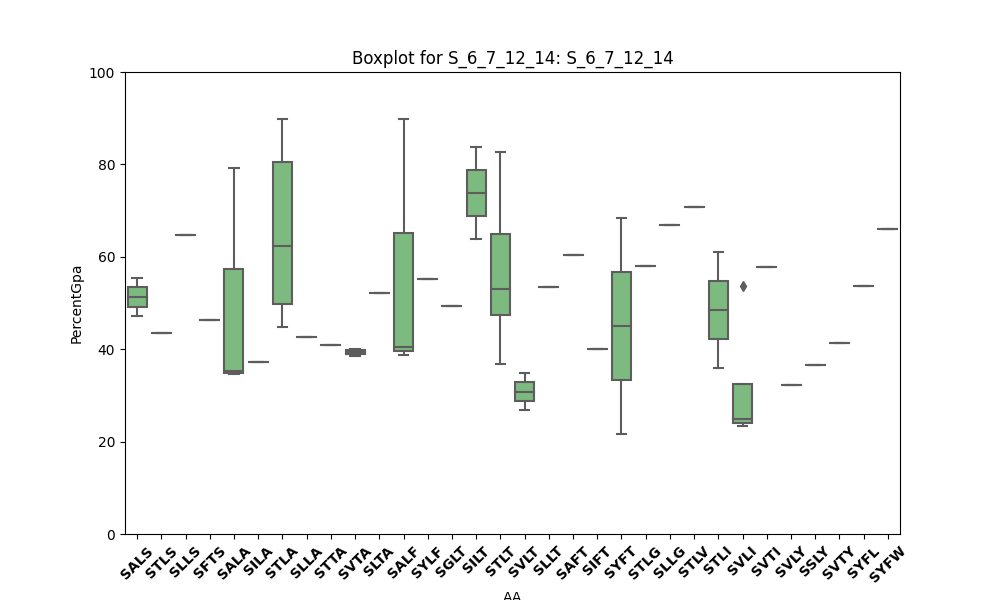 Boxplot for S_6_7_12_14: S_6_7_12_14
100
80
60
40
20
0
PercentGpa
SALS STLS SLLS SFTS SALA SILA STLA SLLA STTA SVTA SLTA SALF SYLF SGLT SILT STLT SVLT SLLT SAFT SIFT SYFT STLG SLLG STLV STLI SVLI SVTI SVLY SSLY SVTY SYFL SYFW
AA